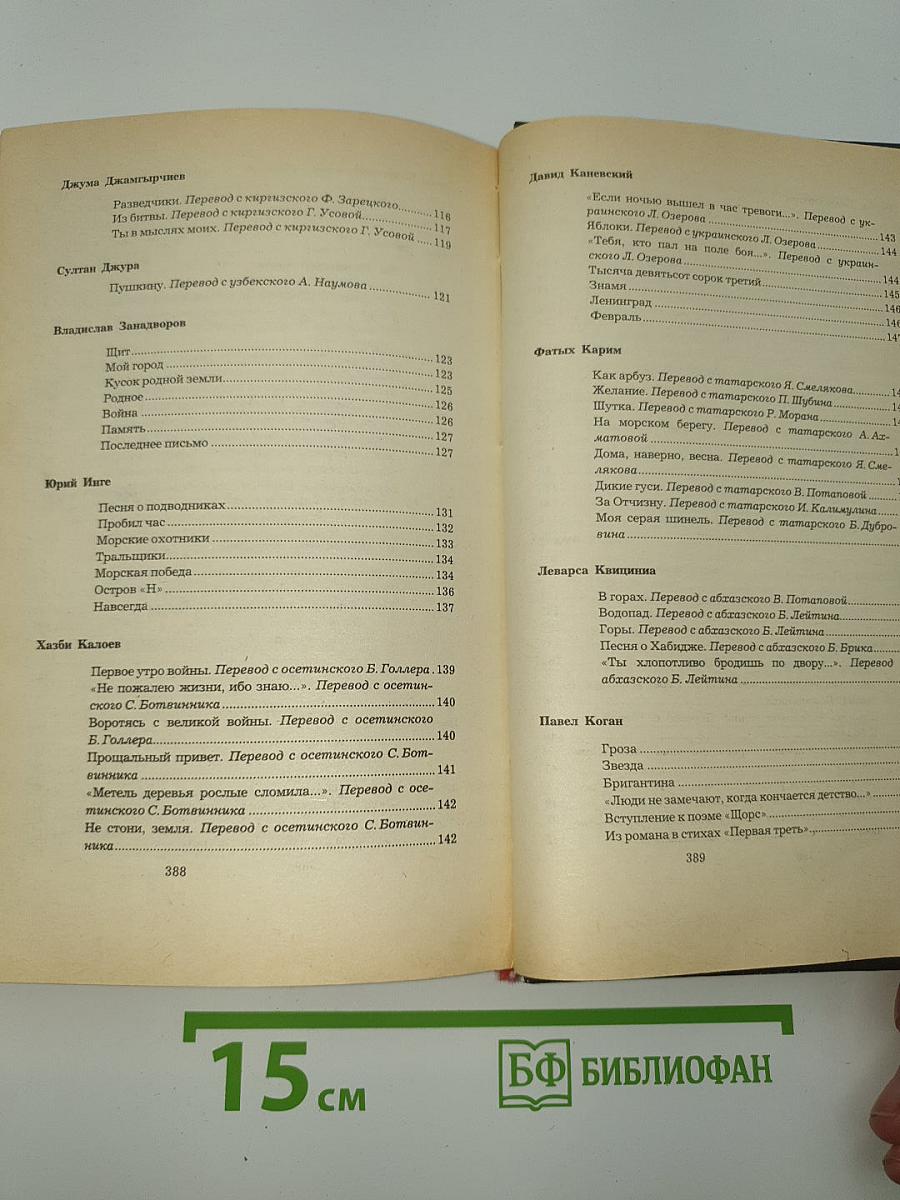 Джума Джамгырчиев
Разведчики. Перевод с киргизского Ф. Зарецкого..........116
Из битвы. Перевод с киргизского Г. Усовой..........117
Ты в мыслях моих. Перевод с киргизского Г. Усовой ....119
Султан Джура
Пушкину. Перевод с узбекского А. Наумова ..........121
Владислав Занадворов
Щит..........123
Мой город ..........123
Кусок родной земли..........125
Родное..........126
Война ..........126
Память..........127
Последнее письмо ..........127
Юрий Инге
Песня о подводниках..........131
Пробил час ..........132
Морские охотники ..........133
Тральщики..........134
Морская победа..........134
Остров «Н» ..........136
Навсегда ..........137
Хазби Калоев
Первое утро войны. Перевод с осетинского Б. Голлера .139
«Не пожалею жизни, ибо знаю...». Перевод с осетин-
ского С. Ботвинника ..........140
Воротясь с великой войны. Перевод с осетинского
Б. Голлера..........140
Прощальный привет. Перевод с осетинского С. Бот-
винника ..........141
«Метель деревья рослые сломила...». Перевод с осе-
тинского С. Ботвинника ..........142
Не стони, земля. Перевод с осетинского С. Ботвин-
ника..........142
388
Давид Каневский
«Если ночью вышел в час тревоги...». Перевод с ук-
раинского Л. Озерова ..........143
Яблоки. Перевод с украинского Л. Озерова ..........144
«Тебя, кто пал на поле боя...». Перевод с украин-
ского Л. Озерова..........144
Тысяча девятьсот сорок третий..........145
Знамя ..........146
Ленинград ..........146
Февраль..........147
Фатых Карим
Как арбуз. Перевод с татарского Я. Смелякова..........
Желание. Перевод с татарского П. Шубина ..........
Шутка. Перевод с татарского Р. Морана ..........
На морском берегу. Перевод с татарского А. Ах-
матовой ..........
Дома, наверно, весна. Перевод с татарского Я. Сме-
лякова..........
Дикие гуси. Перевод с татарского В. Потаповой ..........
За Отчизну. Перевод с татарского И. Калимулина..........
Моя серая шинель. Перевод с татарского Б. Дубро-
вина ..........
Леварса Квициниа
В горах. Перевод с абхазского В. Потаповой..........
Водопад. Перевод с абхазского Б. Лейтина..........
Горы. Перевод с абхазского Б. Лейтина ..........
Песня о Хабидже. Перевод с абхазского Б. Брика..........
«Ты хлопотливо бродишь по двору...». Перевод
абхазского Б. Лейтина ..........
Павел Коган
Гроза ..........
Звезда ..........
Бригантина ..........
«Люди не замечают, когда кончается детство...» ..........
Вступление к поэме «Щорс»..........
Из романа в стихах «Первая треть»..........
389
15 см
БФ БИБЛИОФАН